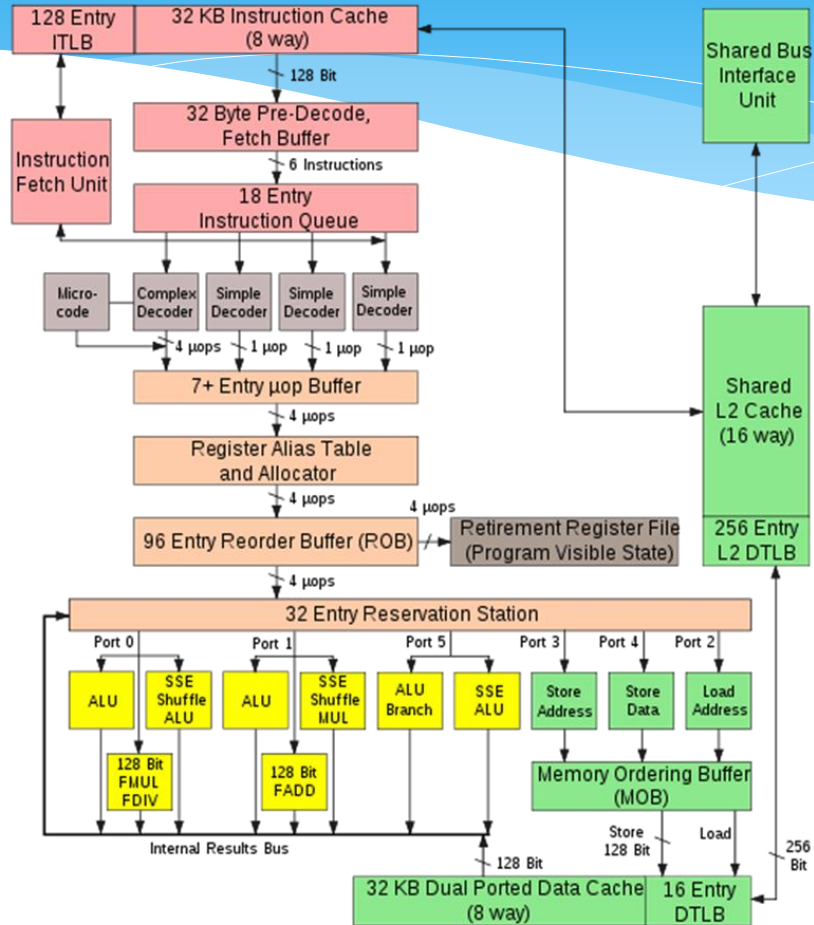 128 Entry
ITLB
32 KB Instruction Cache
(8 way)
Shared Bus
Interface
Unit
128 Bit
32 Byte Pre-Decode,
Fetch Buffer
Instruction
Fetch Unit
6 Instructions
18 Entry
Instruction Queue
Micro-
code
Complex
Decoder
Simple
Decoder
Simple
Decoder
Simple
Decoder
4 µops
1 µop
1 µop
1 µop
7+ Entry µop Buffer
Shared
L2 Cache
(16 way)
4 µops
Register Alias Table
and Allocator
4 µops
4 µops
96 Entry Reorder Buffer (ROB)
Retirement Register File
(Program Visible State)
256 Entry
L2 DTLB
4 µops
32 Entry Reservation Station
Port 0
Port 1
Port 5
Port 3
Port 4
Port 2
ALU
SSE
Shuffle
ALU
ALU
SSE
Shuffle
MUL
ALU
Branch
SSE
ALU
Store
Address
Store
Data
Load
Address
128 Bit
FMUL
FDIV
128 Bit
FADD
Memory Ordering Buffer
(MOB)
Internal Results Bus
Store
128 Bit
Load
256
Bit
128 Bit
32 KB Dual Ported Data Cache
(8 way)
16 Entry
DTLB